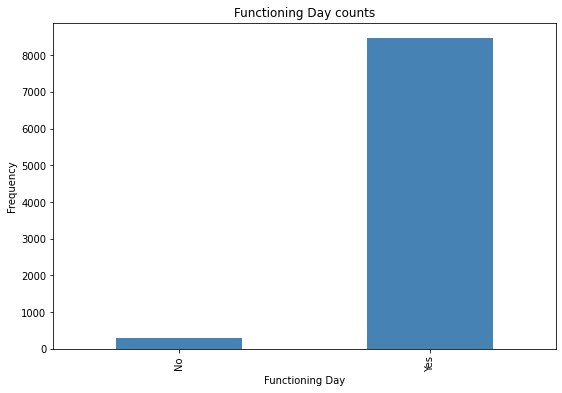 Functioning Day counts
8000
7000
6000
5000
4000
3000
2000
1000
0
Frequency
No
Yes
Functioning Day